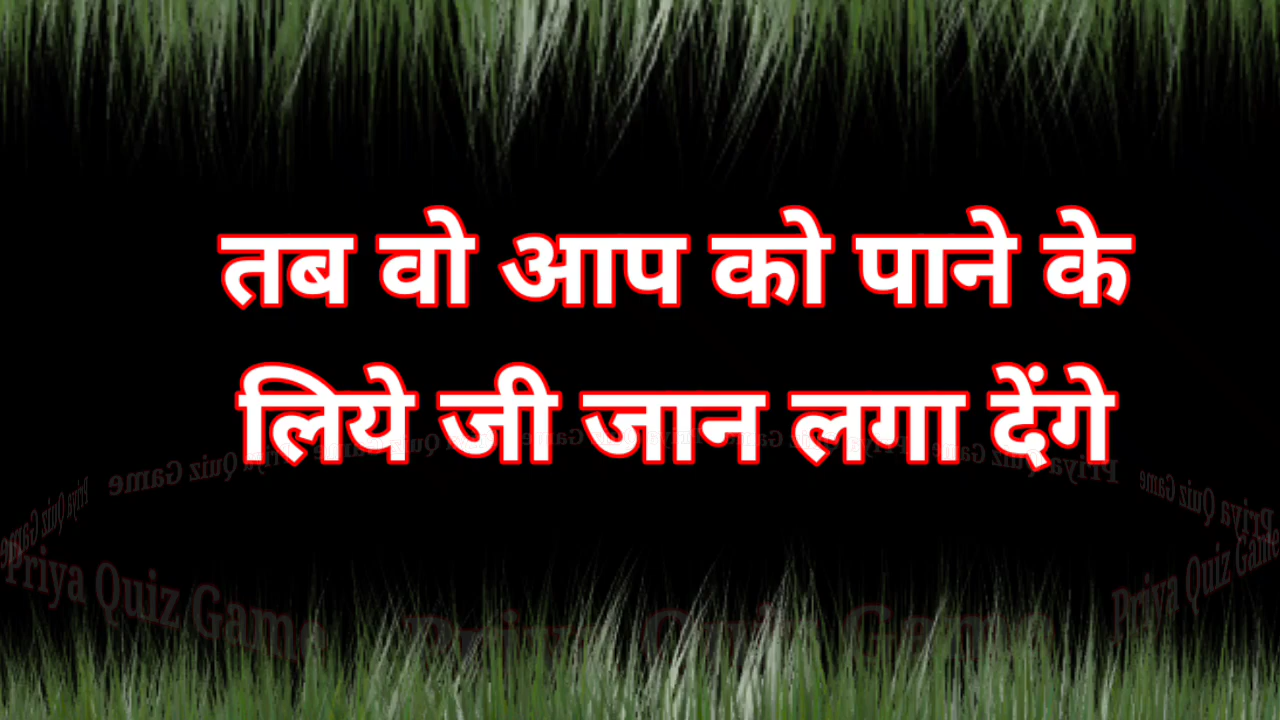 तब वो आप को पाने के
लिये जी जान लगा देंगे
Priya Quiz Game